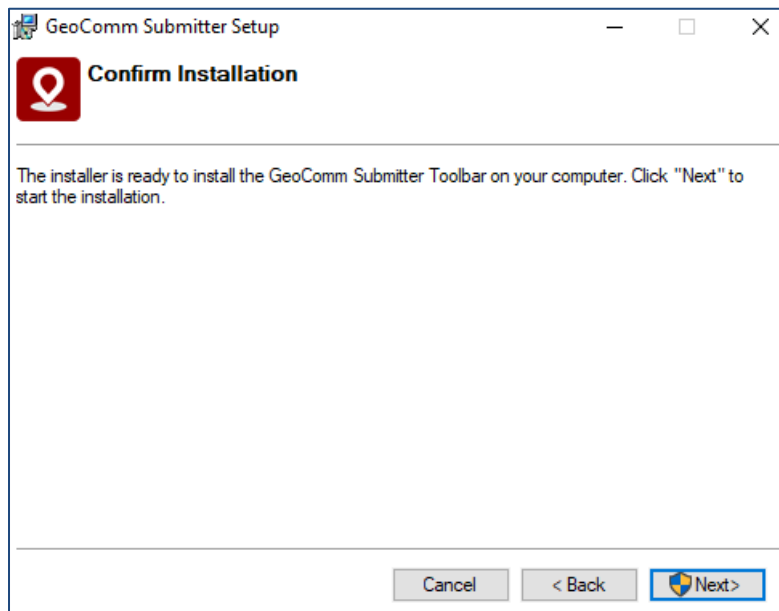 GeoComm Submitter Setup
Confirm Installation
The installer is ready to install the GeoComm Submitter Toolbar on your computer. Click "Next" to
start the installation.
Cancel
< Back
Next>